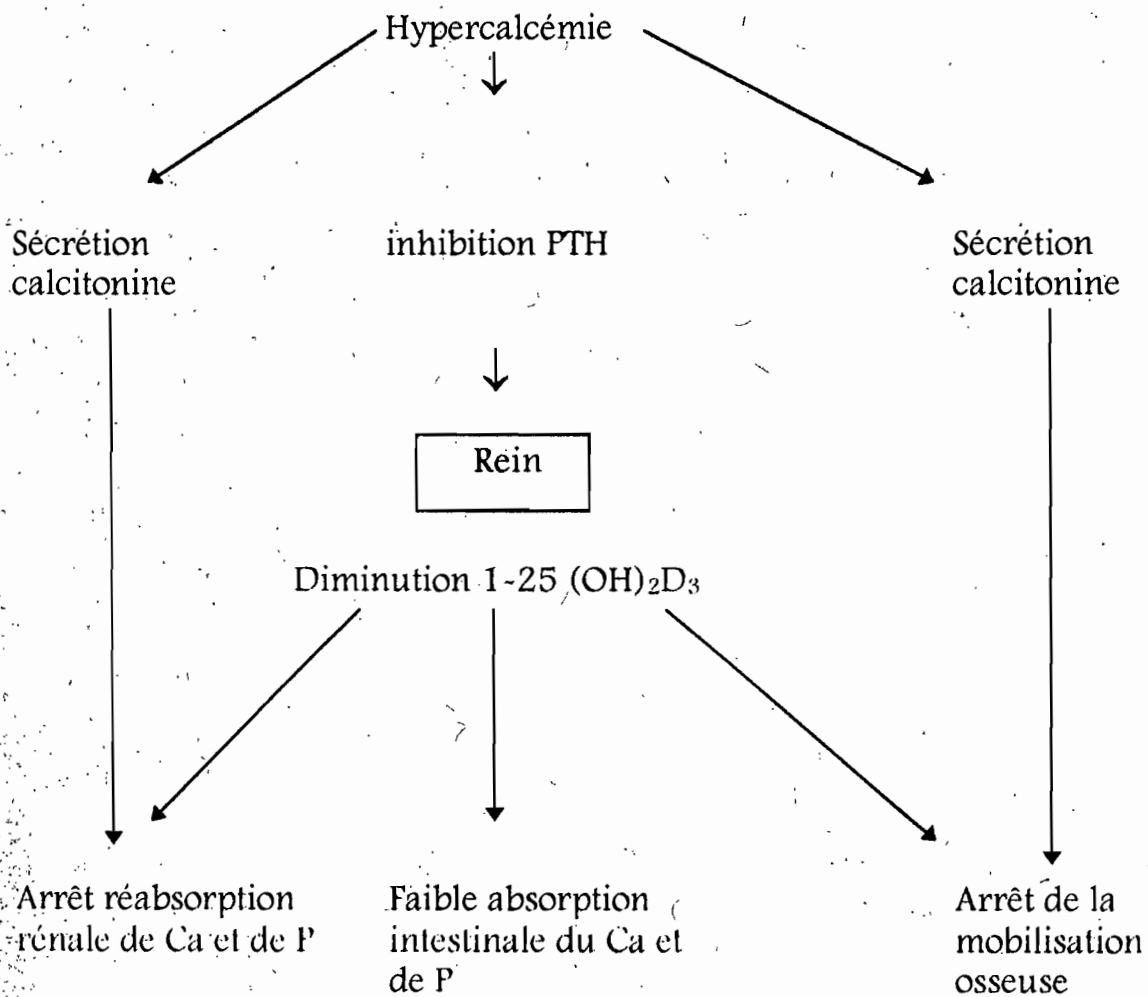 Hypercalcémie
Sécrétion
calcitonine
inhibition PTH
Sécrétion
calcitonine
Rein
Diminution 1-25 (OH)₂D₃
Arrêt réabsorption
rénale de Ca et de P
Faible absorption
intestinale du Ca et
de P
Arrêt de la
mobilisation
osseuse